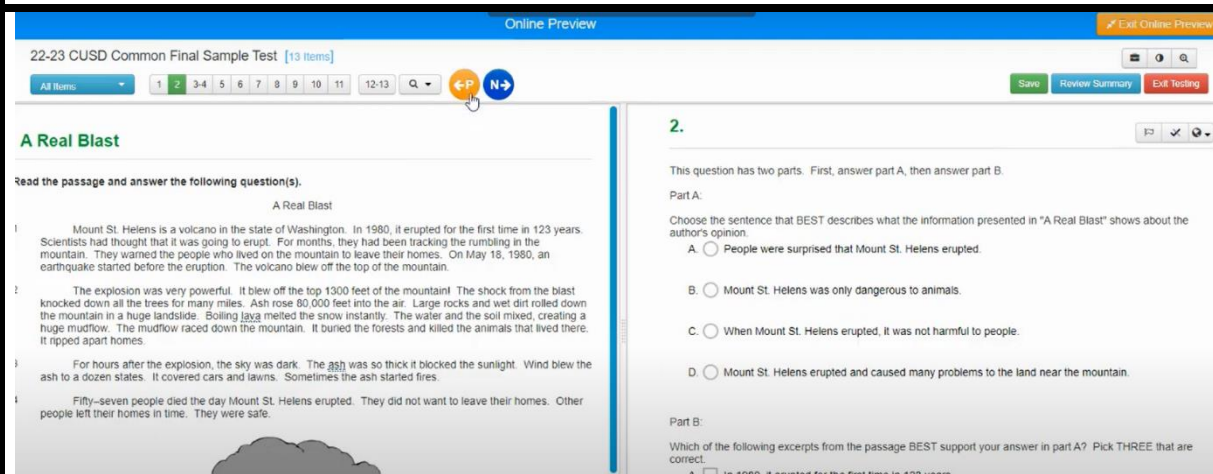 Online Preview
Exit Online Preview
22-23 CUSD Common Final Sample Test [13 Items]
All Items 1 2 3-4 5 6 7 8 9 10 11 12-13 P N
Save Review Summary Exit Testing
A Real Blast
Read the passage and answer the following question(s).
A Real Blast
1 Mount St. Helens is a volcano in the state of Washington. In 1980, it erupted for the first time in 123 years.
Scientists had thought that it was going to erupt. For months, they had been tracking the rumbling in the
mountain. They warned the people who lived on the mountain to leave their homes. On May 18, 1980, an
earthquake started before the eruption. The volcano blew off the top of the mountain.
2 The explosion was very powerful. It blew off the top 1300 feet of the mountain! The shock from the blast
knocked down all the trees for many miles. Ash rose 80,000 feet into the air. Large rocks and wet dirt rolled down
the mountain in a huge landslide. Boiling lava melted the snow instantly. The water and the soil mixed, creating a
huge mudflow. The mudflow raced down the mountain. It buried the forests and killed the animals that lived there.
It ripped apart homes.
3 For hours after the explosion, the sky was dark. The ash was so thick it blocked the sunlight. Wind blew the
ash to a dozen states. It covered cars and lawns. Sometimes the ash started fires.
4 Fifty–seven people died the day Mount St. Helens erupted. They did not want to leave their homes. Other
people left their homes in time. They were safe.
2.
This question has two parts. First, answer part A, then answer part B.
Part A:
Choose the sentence that BEST describes what the information presented in "A Real Blast" shows about the
author's opinion.
A. People were surprised that Mount St. Helens erupted.
B. Mount St. Helens was only dangerous to animals.
C. When Mount St. Helens erupted, it was not harmful to people.
D. Mount St. Helens erupted and caused many problems to the land near the mountain.
Part B:
Which of the following excerpts from the passage BEST support your answer in part A? Pick THREE that are
correct.
A. In 1980, it erupted for the first time in 123 years